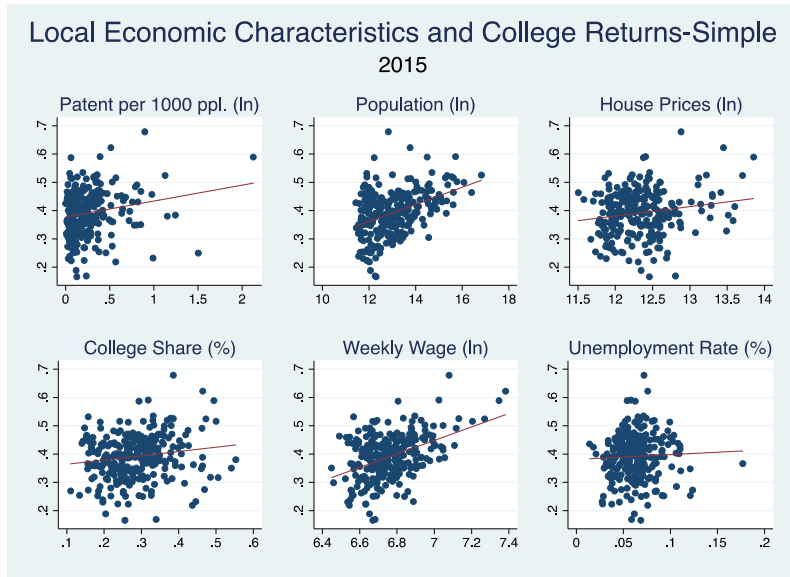 Local Economic Characteristics and College Returns-Simple
2015
Patent per 1000 ppl. (ln)
Population (ln)
House Prices (ln)
.7
.6
.5
.4
.3
.2
0 .5 1 1.5 2
.7
.6
.5
.4
.3
.2
10 12 14 16 18
.7
.6
.5
.4
.3
.2
11.5 12 12.5 13 13.5 14
College Share (%)
Weekly Wage (ln)
Unemployment Rate (%)
.7
.6
.5
.4
.3
.2
.1 .2 .3 .4 .5 .6
.7
.6
.5
.4
.3
.2
6.4 6.6 6.8 7 7.2 7.4
.7
.6
.5
.4
.3
.2
0 .05 .1 .15 .2